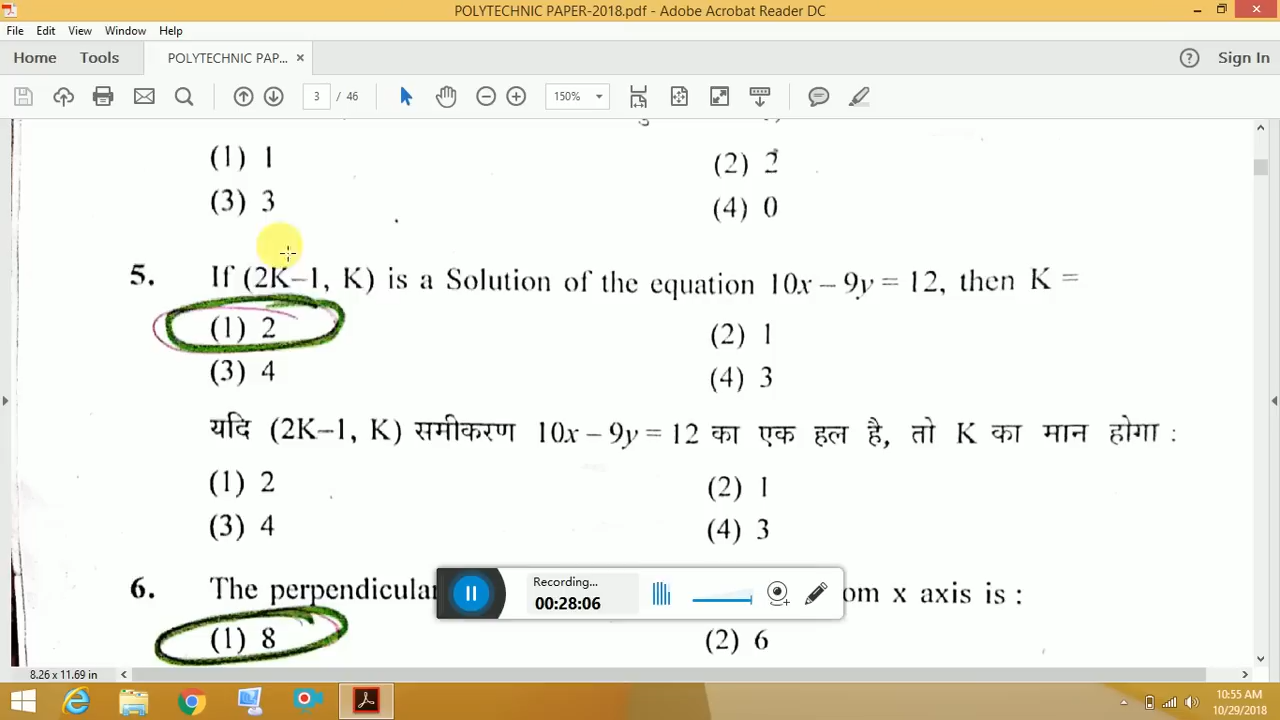 POLYTECHNIC PAPER-2018.pdf - Adobe Acrobat Reader DC
File Edit View Window Help
Home Tools POLYTECHNIC PAP... × Sign In
3 / 46 150%
(1) 1 (2) 2
(3) 3 (4) 0
5. If (2K–1, K) is a Solution of the equation 10x – 9y = 12, then K =
(1) 2 (2) 1
(3) 4 (4) 3
यदि (2K–1, K) समीकरण 10x – 9y = 12 का एक हल है, तो K का मान होगा :
(1) 2 (2) 1
(3) 4 (4) 3
6. The perpendicular om x axis is :
Recording...
00:28:06
(1) 8 (2) 6
8.26 x 11.69 in
10:55 AM
10/29/2018